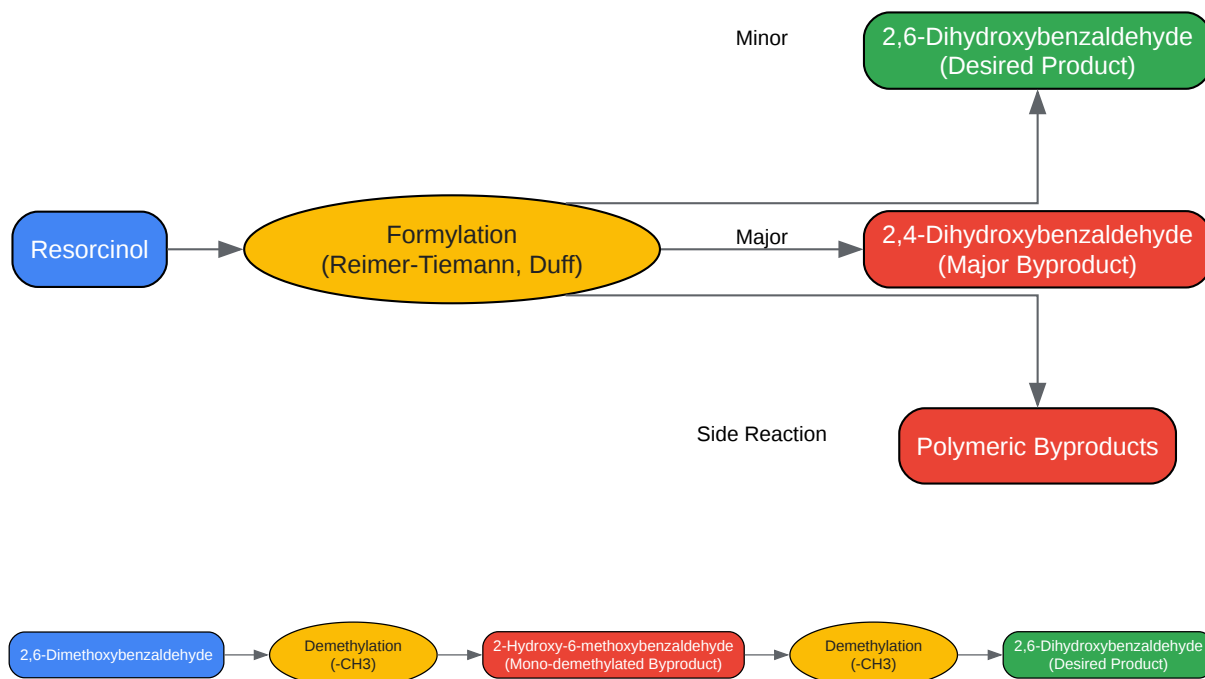 Minor
2,6-Dihydroxybenzaldehyde
(Desired Product)
Resorcinol
Formylation
(Reimer-Tiemann, Duff)
Major
2,4-Dihydroxybenzaldehyde
(Major Byproduct)
Side Reaction
Polymeric Byproducts
2,6-Dimethoxybenzaldehyde
Demethylation
(-CH3)
2-Hydroxy-6-methoxybenzaldehyde
(Mono-demethylated Byproduct)
Demethylation
(-CH3)
2,6-Dihydroxybenzaldehyde
(Desired Product)